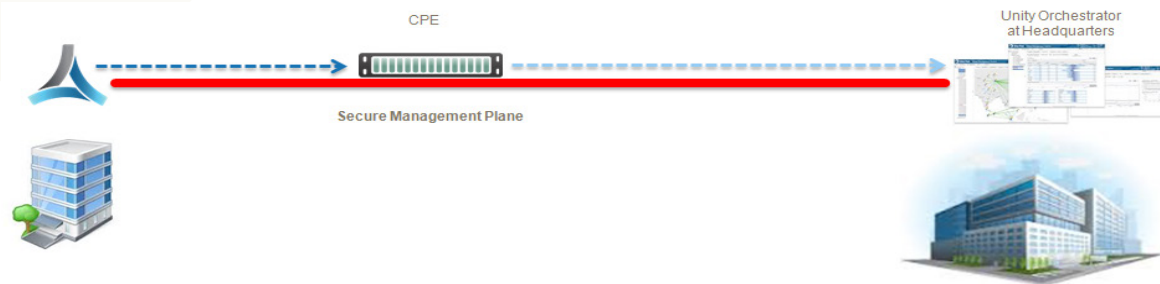 CPE
Unity Orchestrator
at Headquarters
Secure Management Plane